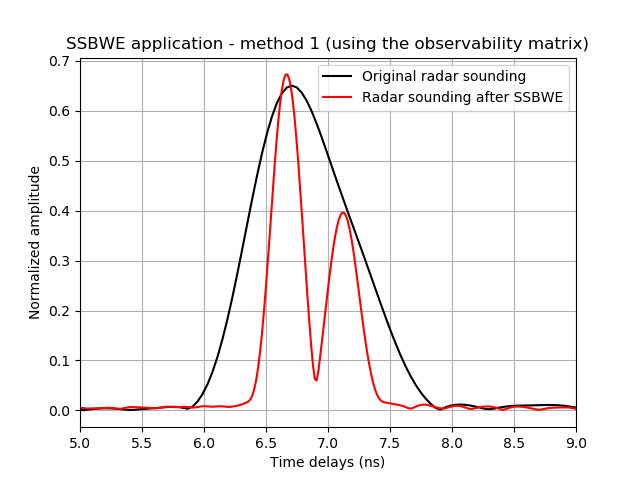 SSBWE application - method 1 (using the observability matrix)
Original radar sounding
Radar sounding after SSBWE
Normalized amplitude
0.7
0.6
0.5
0.4
0.3
0.2
0.1
0.0
5.0 5.5 6.0 6.5 7.0 7.5 8.0 8.5 9.0
Time delays (ns)